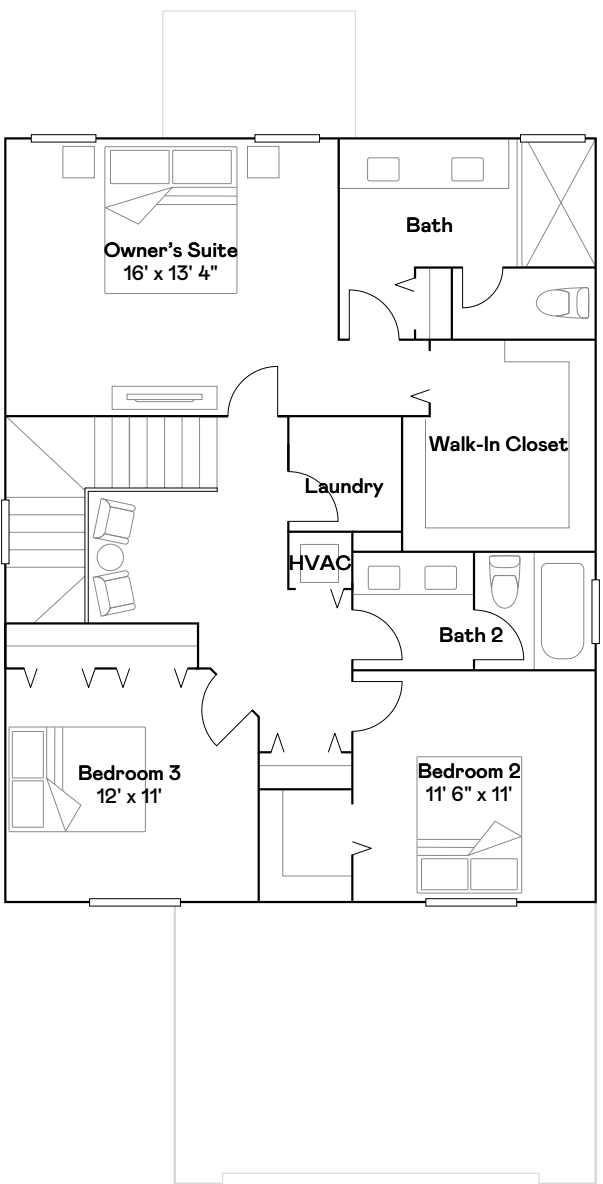 Bath
Owner's Suite
16' x 13' 4"
Walk-In Closet
Laundry
HVAC
Bath 2
Bedroom 3
12' x 11'
Bedroom 2
11' 6" x 11'